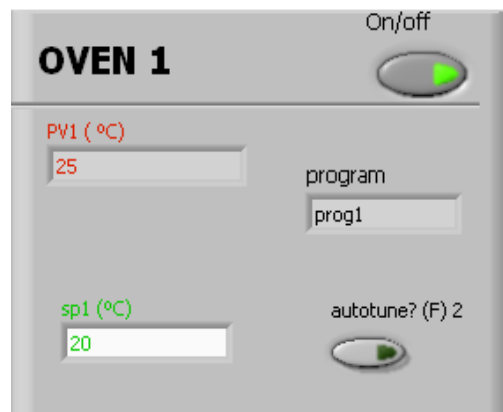 On/off
OVEN 1
PV1 ( ºC)
25
program
prog1
sp1 (ºC)
20
autotune? (F) 2